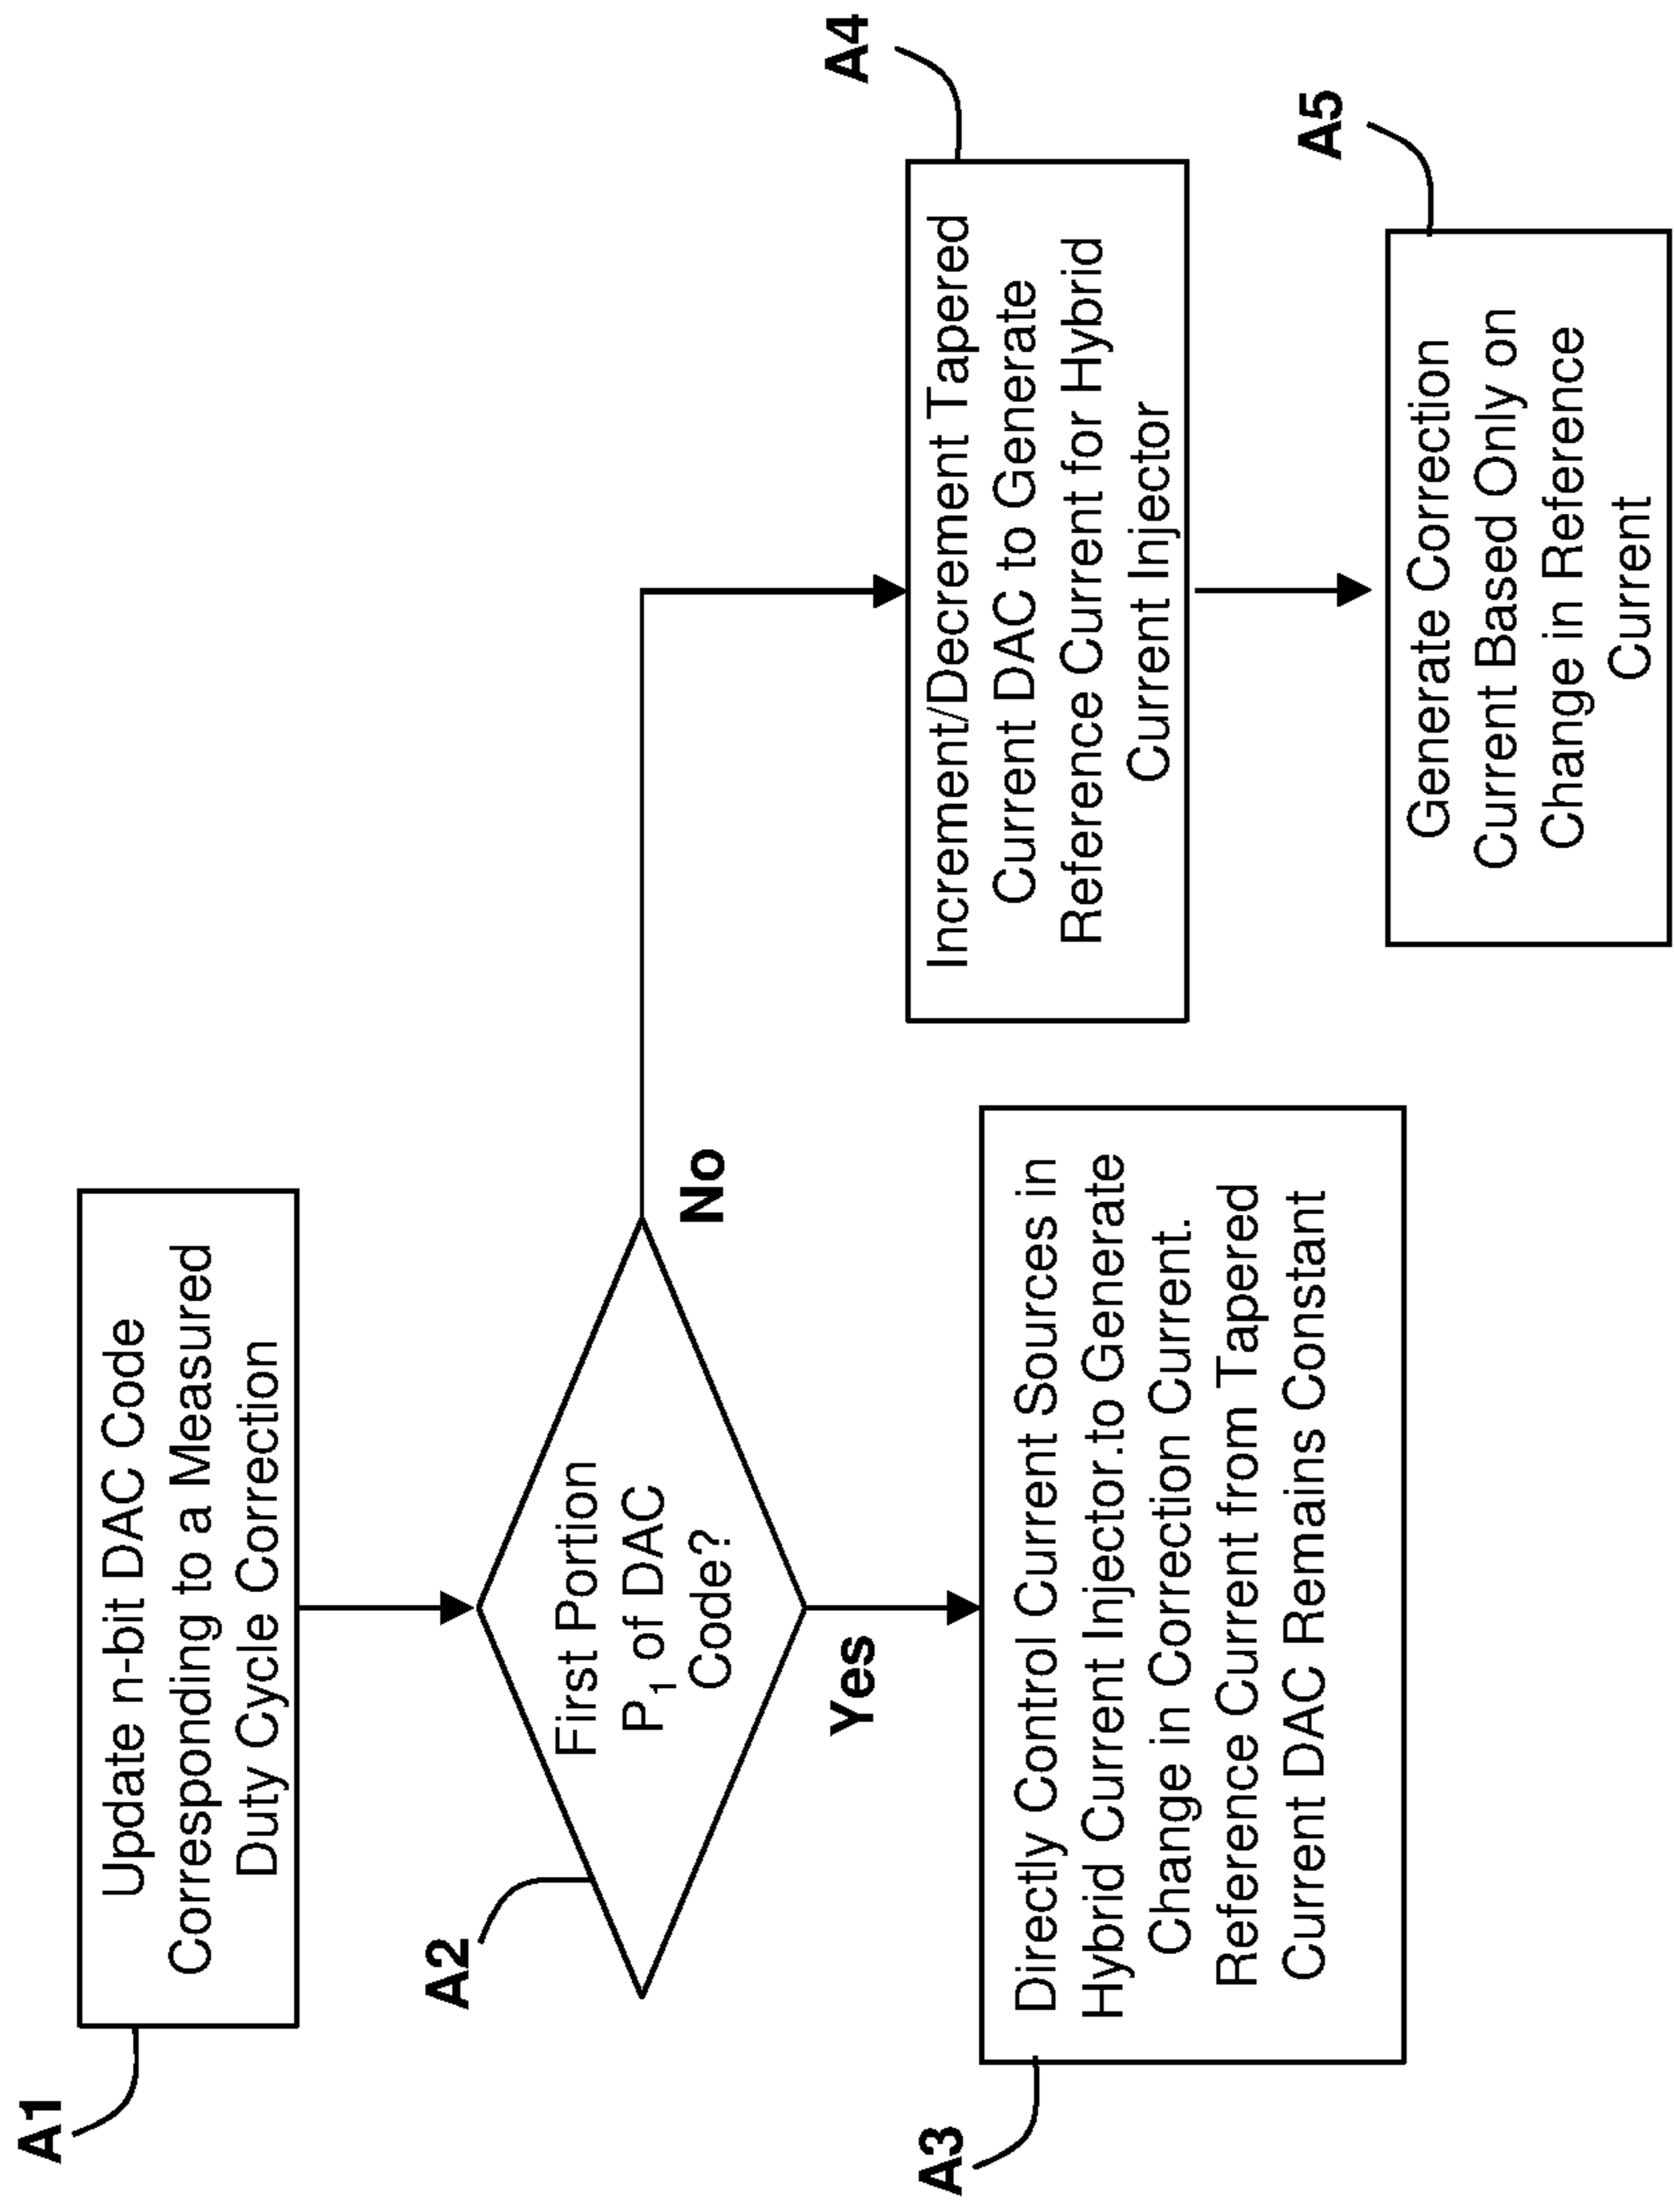 A1
Update n-bit DAC Code
Corresponding to a Measured
Duty Cycle Correction
A2
First Portion
P1 of DAC
Code?
No
Yes
A3
Directly Control Current Sources in
Hybrid Current Injector.to Generate
Change in Correction Current.
Reference Current from Tapered
Current DAC Remains Constant
A4
Increment/Decrement Tapered
Current DAC to Generate
Reference Current for Hybrid
Current Injector
A5
Generate Correction
Current Based Only on
Change in Reference
Current